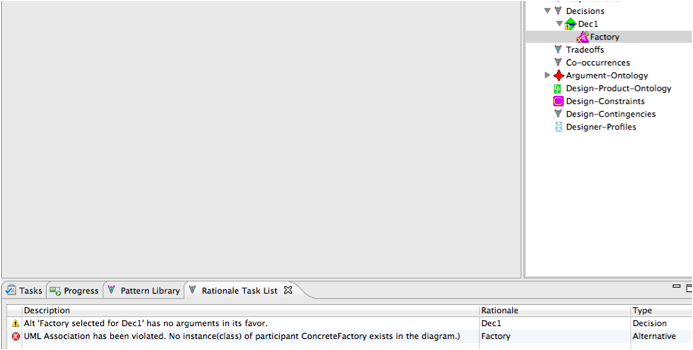 Decisions
Dec1
Factory
Tradeoffs
Co-occurrences
Argument-Ontology
Design-Product-Ontology
Design-Constraints
Design-Contingencies
Designer-Profiles
Tasks Progress Pattern Library Rationale Task List
Description Rationale Type
Alt 'Factory selected for Dec1' has no arguments in its favor. Dec1 Decision
UML Association has been violated. No instance(class) of participant ConcreteFactory exists in the diagram.) Factory Alternative